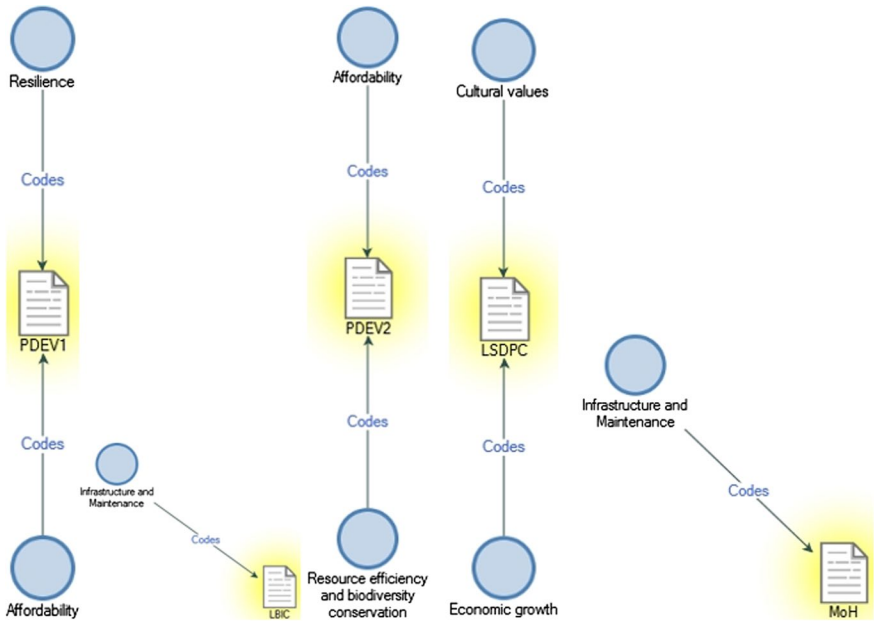 Resilience
Codes
PDEV1
Codes
Affordability
Infrastructure and
Maintenance
Codes
LBIC
Affordability
Codes
PDEV2
Codes
Resource efficiency
and biodiversity
conservation
Cultural values
Codes
LSDPC
Codes
Economic growth
Infrastructure and
Maintenance
Codes
MoH